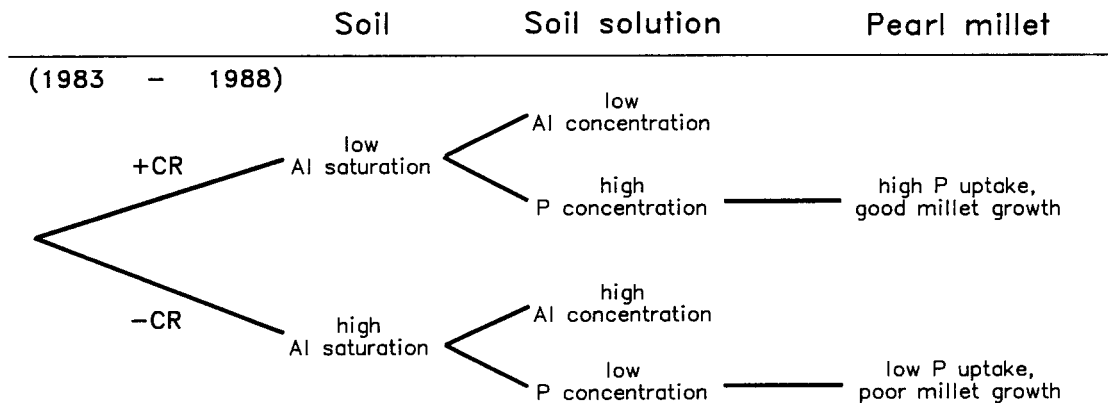 Soil Soil solution Pearl millet
(1983 – 1988)
low
Al concentration
+CR
low
Al saturation
high
P concentration
high P uptake,
good millet growth
−CR
high
Al saturation
high
Al concentration
low
P concentration
low P uptake,
poor millet growth